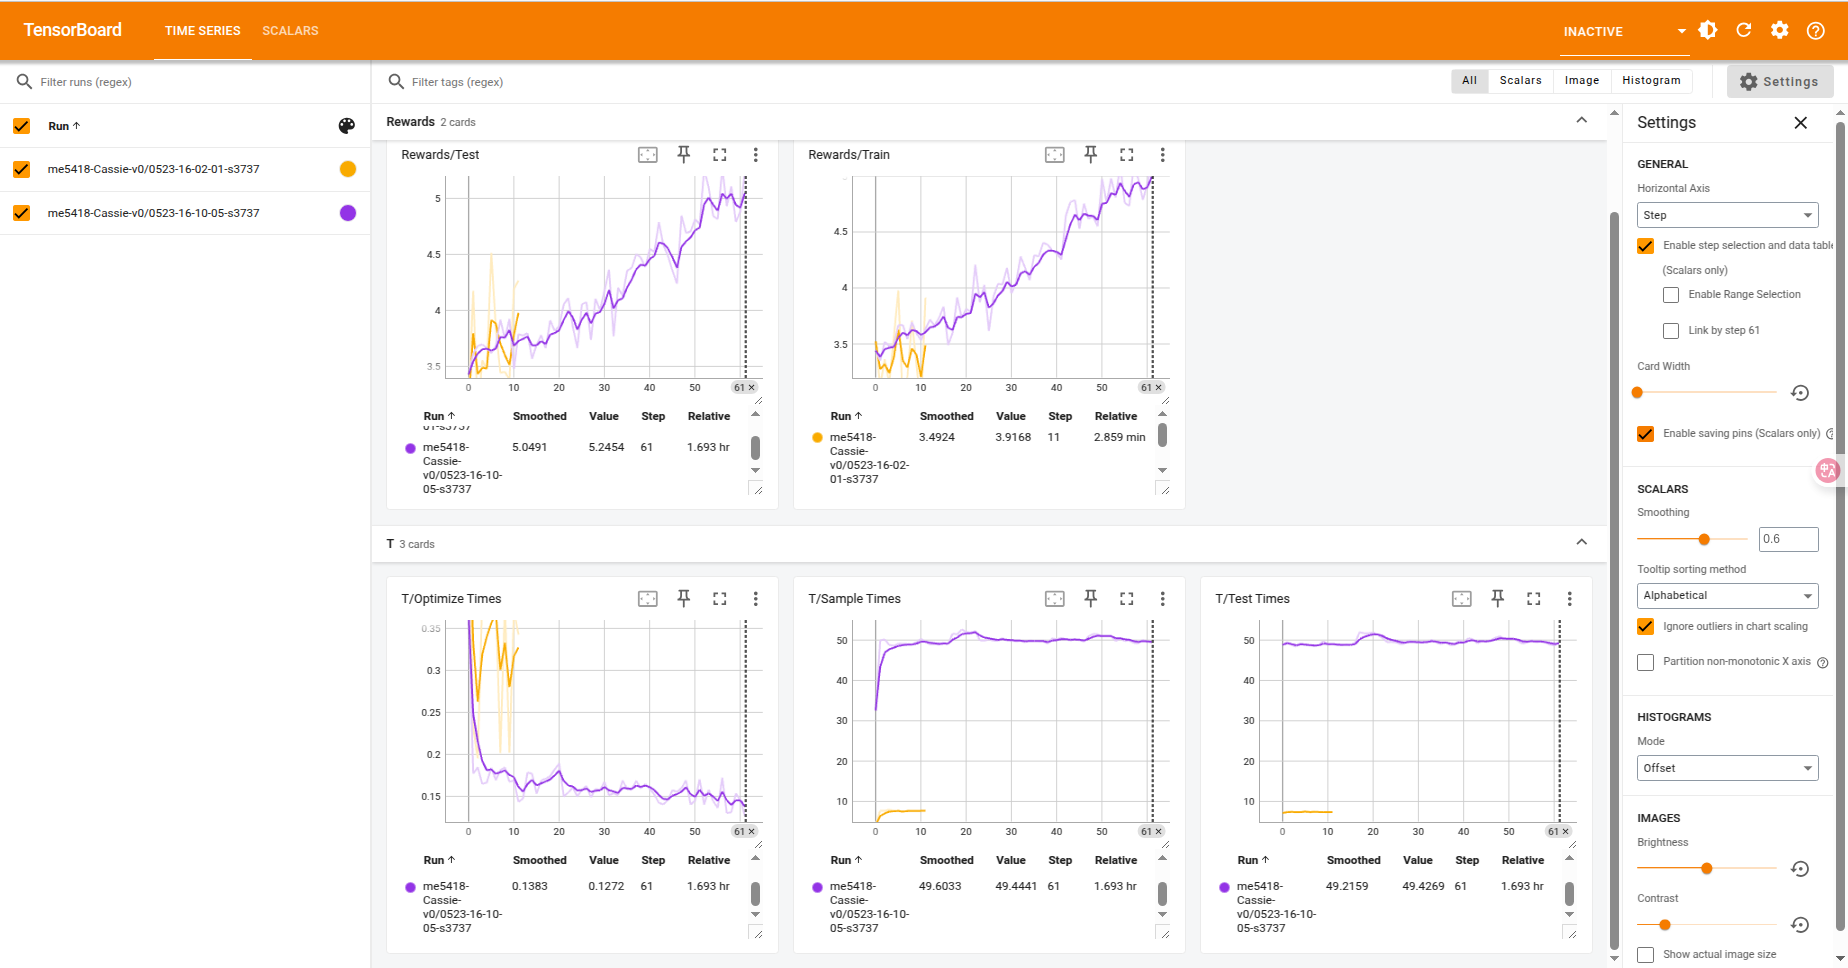 TensorBoard
TIME SERIES
SCALARS
INACTIVE
Filter runs (regex)
Filter tags (regex)
All
Scalars
Image
Histogram
Settings
Run
me5418-Cassie-v0/0523-16-02-01-s3737
me5418-Cassie-v0/0523-16-10-05-s3737
Rewards 2 cards
Rewards/Test
5
4.5
4
3.5
0 10 20 30 40 50 61
Run Smoothed Value Step Relative
01-s3737
me5418- 5.0491 5.2454 61 1.693 hr
Cassie-
v0/0523-16-10-
05-s3737
Rewards/Train
4.5
4
3.5
0 10 20 30 40 50 61
Run Smoothed Value Step Relative
me5418- 3.4924 3.9168 11 2.859 min
Cassie-
v0/0523-16-02-
01-s3737
T 3 cards
T/Optimize Times
0.35
0.3
0.25
0.2
0.15
0 10 20 30 40 50 61
Run Smoothed Value Step Relative
me5418- 0.1383 0.1272 61 1.693 hr
Cassie-
v0/0523-16-10-
05-s3737
T/Sample Times
50
40
30
20
10
0 10 20 30 40 50 61
Run Smoothed Value Step Relative
me5418- 49.6033 49.4441 61 1.693 hr
Cassie-
v0/0523-16-10-
05-s3737
T/Test Times
50
40
30
20
10
0 10 20 30 40 50 61
Run Smoothed Value Step Relative
me5418- 49.2159 49.4269 61 1.693 hr
Cassie-
v0/0523-16-10-
05-s3737
Settings
GENERAL
Horizontal Axis
Step
Enable step selection and data table
(Scalars only)
Enable Range Selection
Link by step 61
Card Width
Enable saving pins (Scalars only)
SCALARS
Smoothing
0.6
Tooltip sorting method
Alphabetical
Ignore outliers in chart scaling
Partition non-monotonic X axis
HISTOGRAMS
Mode
Offset
IMAGES
Brightness
Contrast
Show actual image size